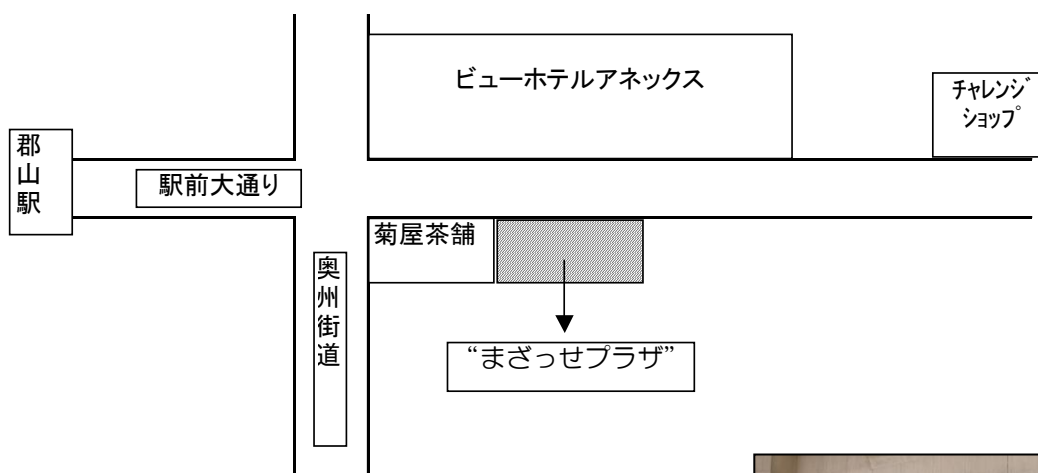 ビューホテルアネックス
チャレンジ
ショップ
郡山駅
駅前大通り
菊屋茶舗
奥州街道
“まざっせプラザ”